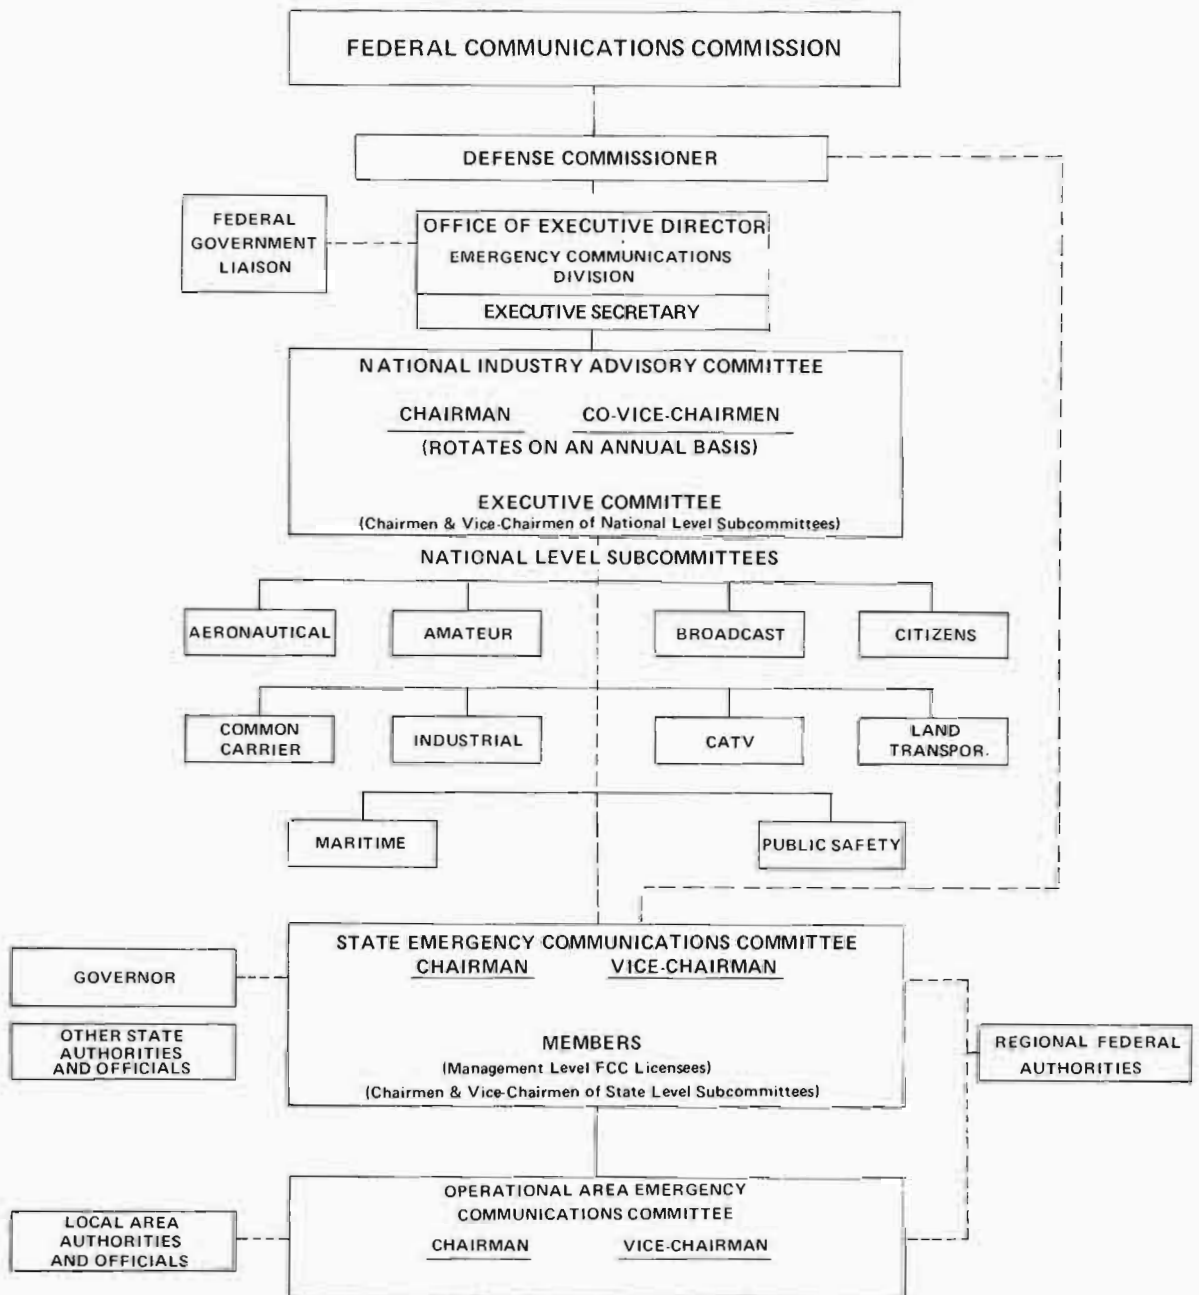 FEDERAL COMMUNICATIONS COMMISSION
DEFENSE COMMISSIONER
FEDERAL
GOVERNMENT
LIAISON
OFFICE OF EXECUTIVE DIRECTOR
EMERGENCY COMMUNICATIONS
DIVISION
EXECUTIVE SECRETARY
NATIONAL INDUSTRY ADVISORY COMMITTEE
CHAIRMAN CO-VICE-CHAIRMEN
(ROTATES ON AN ANNUAL BASIS)
EXECUTIVE COMMITTEE
(Chairmen & Vice-Chairmen of National Level Subcommittees)
NATIONAL LEVEL SUBCOMMITTEES
AERONAUTICAL
AMATEUR
BROADCAST
CITIZENS
COMMON
CARRIER
INDUSTRIAL
CATV
LAND
TRANSPOR.
MARITIME
PUBLIC SAFETY
STATE EMERGENCY COMMUNICATIONS COMMITTEE
CHAIRMAN VICE-CHAIRMAN
GOVERNOR
OTHER STATE
AUTHORITIES
AND OFFICIALS
MEMBERS
(Management Level FCC Licensees)
(Chairmen & Vice-Chairmen of State Level Subcommittees)
REGIONAL FEDERAL
AUTHORITIES
OPERATIONAL AREA EMERGENCY
COMMUNICATIONS COMMITTEE
CHAIRMAN VICE-CHAIRMAN
LOCAL AREA
AUTHORITIES
AND OFFICIALS